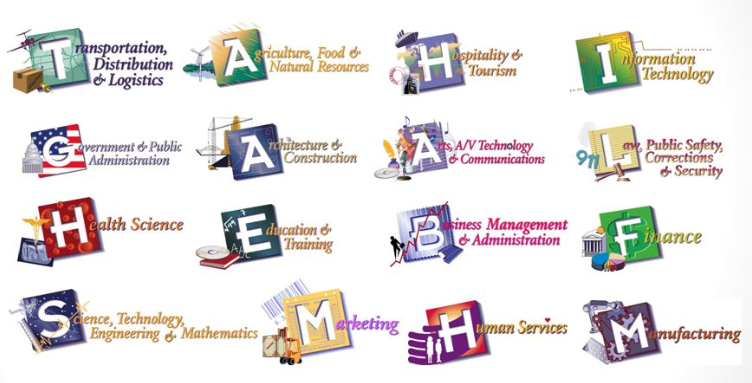 Transportation,
Distribution
& Logistics
Agriculture, Food &
Natural Resources
Hospitality &
Tourism
Information
Technology
Government & Public
Administration
Architecture &
Construction
Arts, A/V Technology
& Communications
911
Law, Public Safety,
Corrections
& Security
Health Science
Education &
Training
Business Management
& Administration
Finance
Science, Technology,
Engineering & Mathematics
Marketing
Human Services
Manufacturing